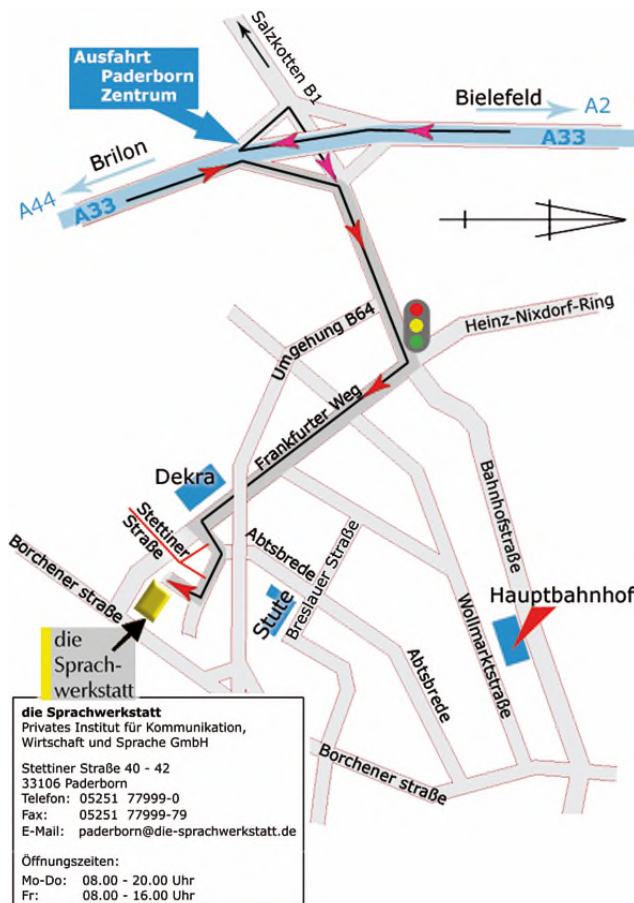 Salzkotten B1
Ausfahrt
Paderborn
Zentrum
Bielefeld
A2
A33
Brilon
A44
A33
Umgehung B64
Heinz-Nixdorf-Ring
Frankfurter Weg
Dekra
Bahnhofstraße
Stettiner
Straße
Abtsbrede
Breslauer Straße
Borchener straße
Stute
Hauptbahnhof
Wollmarktstraße
Abtsbrede
die
Sprach-
werkstatt
Borchener straße
die Sprachwerkstatt
Privates Institut für Kommunikation,
Wirtschaft und Sprache GmbH
Stettiner Straße 40 - 42
33106 Paderborn
Telefon: 05251 77999-0
Fax: 05251 77999-79
E-Mail: paderborn@die-sprachwerkstatt.de
Öffnungszeiten:
Mo-Do: 08.00 - 20.00 Uhr
Fr: 08.00 - 16.00 Uhr